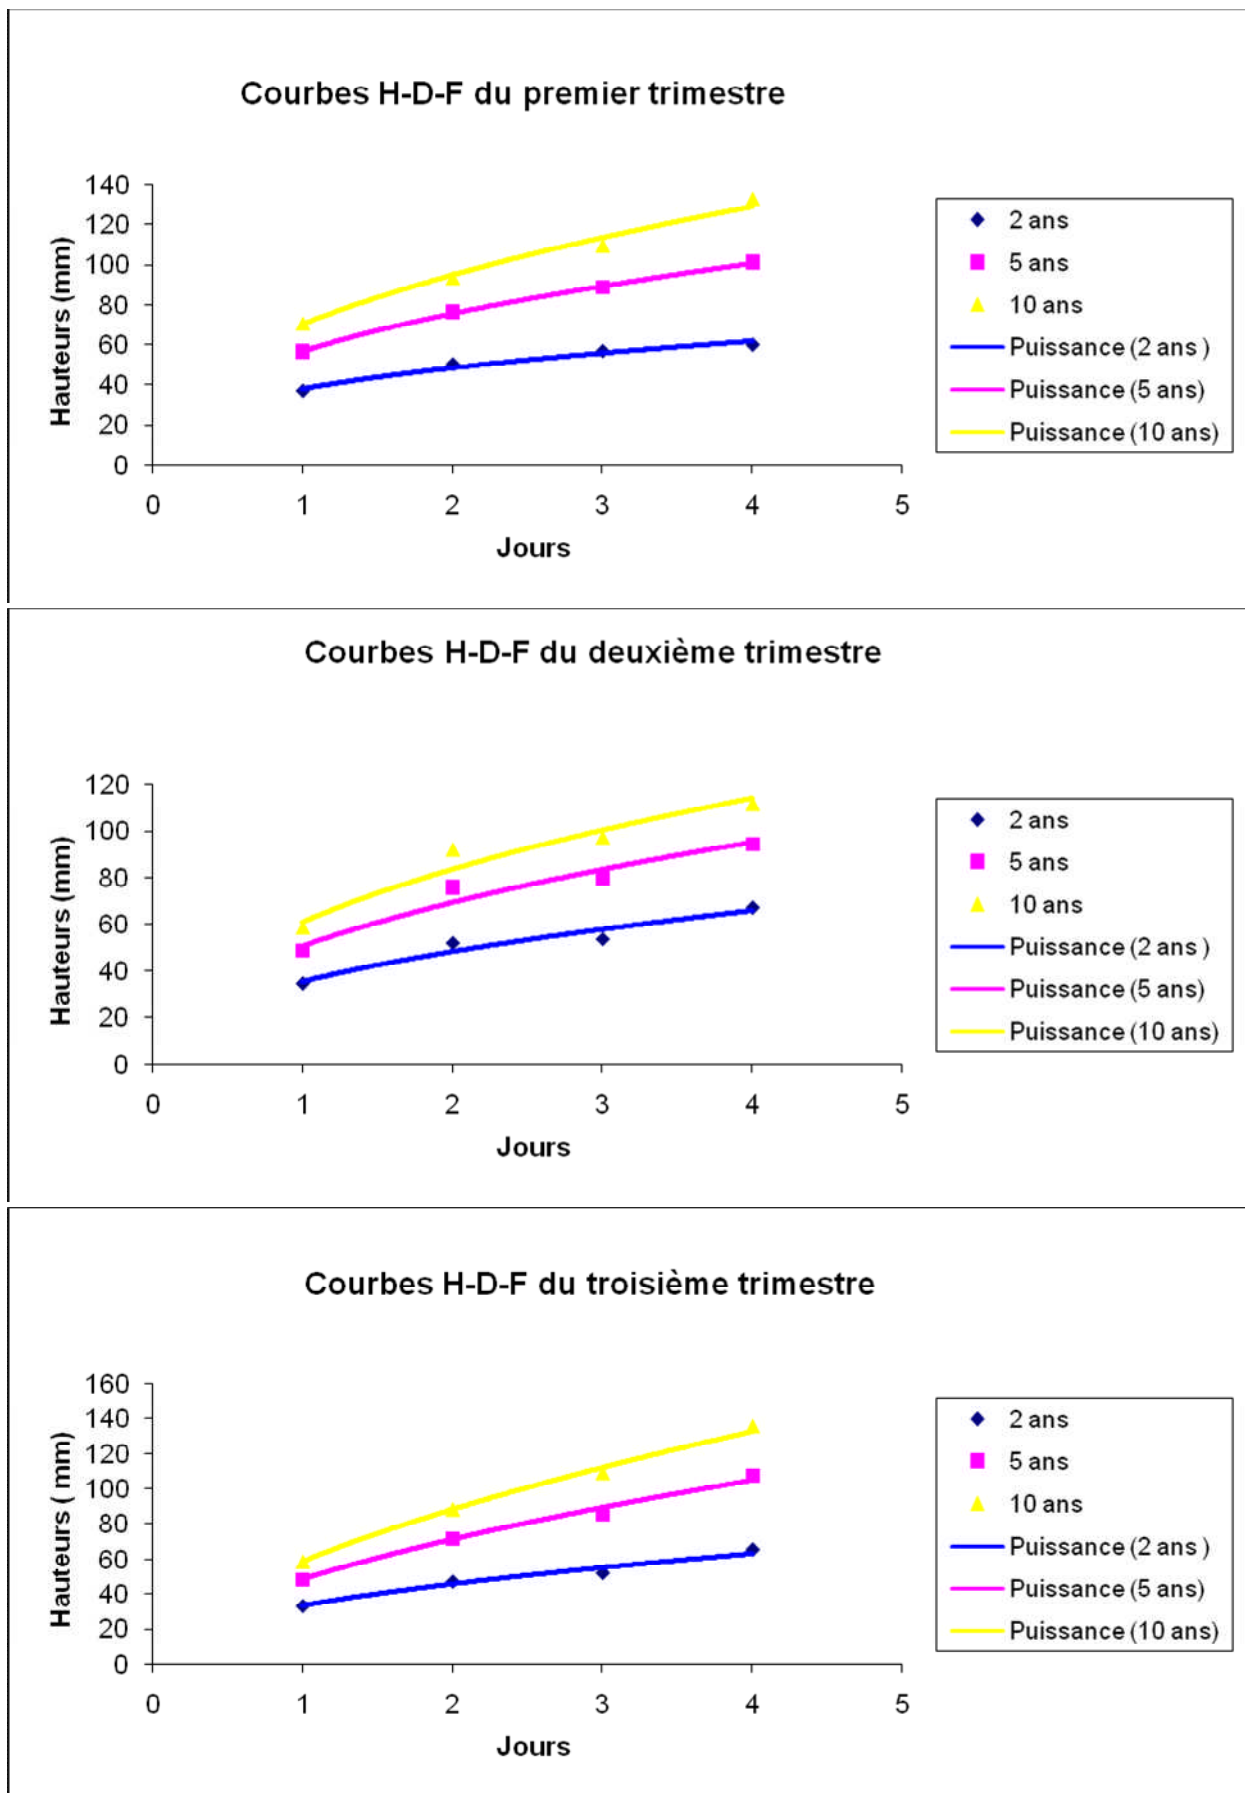 Courbes H-D-F du premier trimestre
Hauteurs (mm)
140
120
100
80
60
40
20
0
0 1 2 3 4 5
Jours
2 ans
5 ans
10 ans
Puissance (2 ans )
Puissance (5 ans)
Puissance (10 ans)
Courbes H-D-F du deuxième trimestre
Hauteurs (mm)
120
100
80
60
40
20
0
0 1 2 3 4 5
Jours
2 ans
5 ans
10 ans
Puissance (2 ans )
Puissance (5 ans)
Puissance (10 ans)
Courbes H-D-F du troisième trimestre
Hauteurs ( mm)
160
140
120
100
80
60
40
20
0
0 1 2 3 4 5
Jours
2 ans
5 ans
10 ans
Puissance (2 ans )
Puissance (5 ans)
Puissance (10 ans)